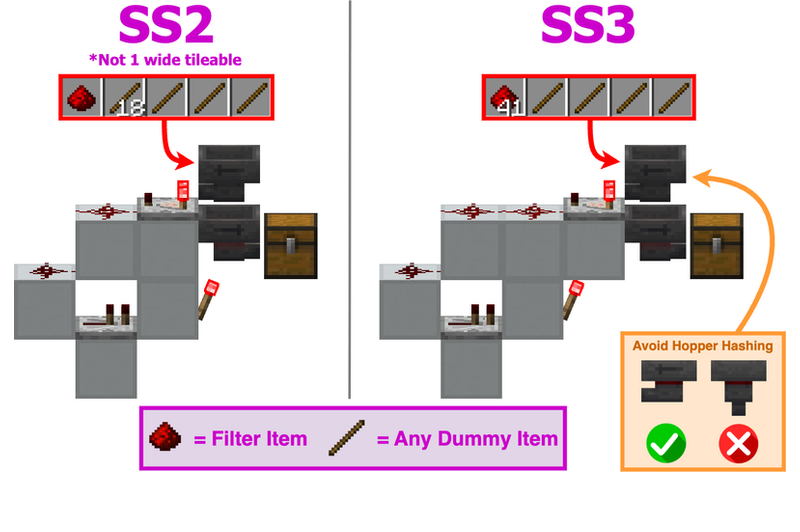 SS2
*Not 1 wide tileable
18
SS3
41
Avoid Hopper Hashing
= Filter Item
= Any Dummy Item